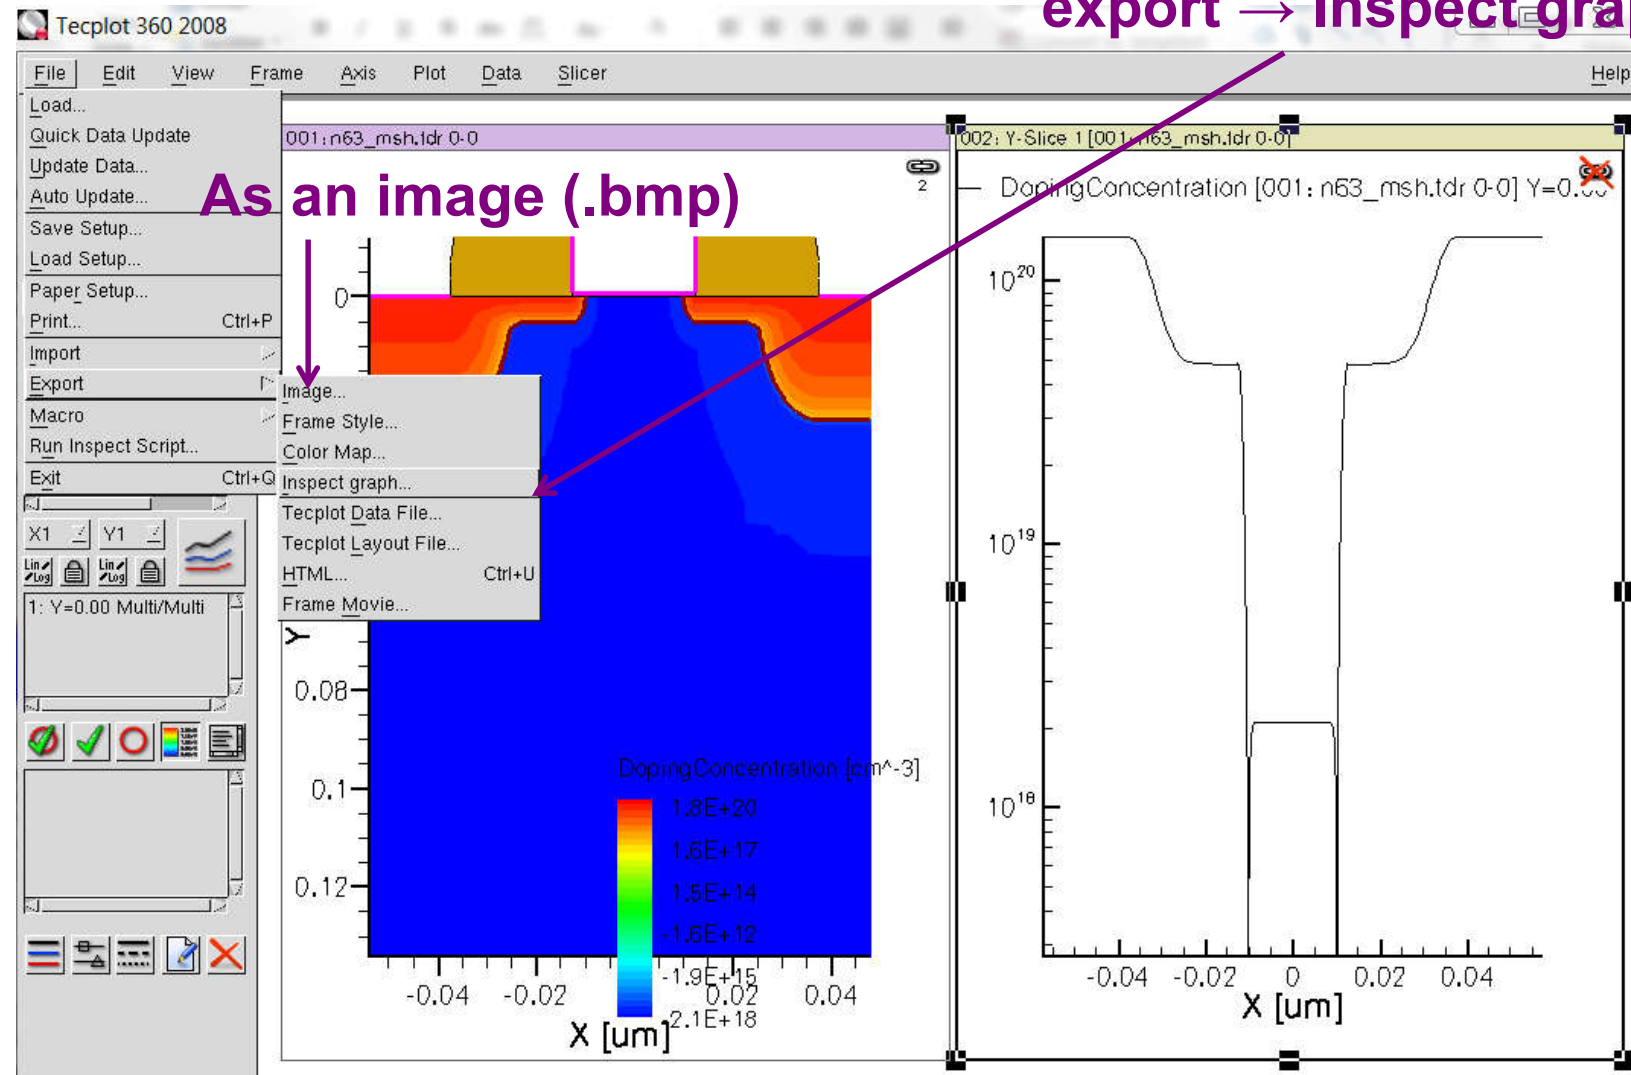 export → Inspect gra
Tecplot 360 2008
File Edit View Frame Axis Plot Data Slicer Help
Load...
Quick Data Update
Update Data...
Auto Update...
Save Setup...
Load Setup...
Paper Setup...
Print... Ctrl+P
Import
Export
Macro
Run Inspect Script...
Exit Ctrl+Q
Image...
Frame Style...
Color Map...
Inspect graph...
Tecplot Data File...
Tecplot Layout File...
HTML... Ctrl+U
Frame Movie...
As an image (.bmp)
X1 Y1
Lin/Log Lin/Log
1: Y=0.00 Multi/Multi
001: n63_msh.tdr 0-0
2
0
Y
0.08
0.1
0.12
DopingConcentration [cm^-3]
1.8E+20
1.6E+17
1.5E+14
-1.6E+12
-1.9E+15
-2.1E+18
-0.04 -0.02 0.02 0.04
X [um]
002: Y-Slice 1 [001: n63_msh.tdr 0-0]
DopingConcentration [001: n63_msh.tdr 0-0] Y=0.00
10^20
10^19
10^18
-0.04 -0.02 0 0.02 0.04
X [um]